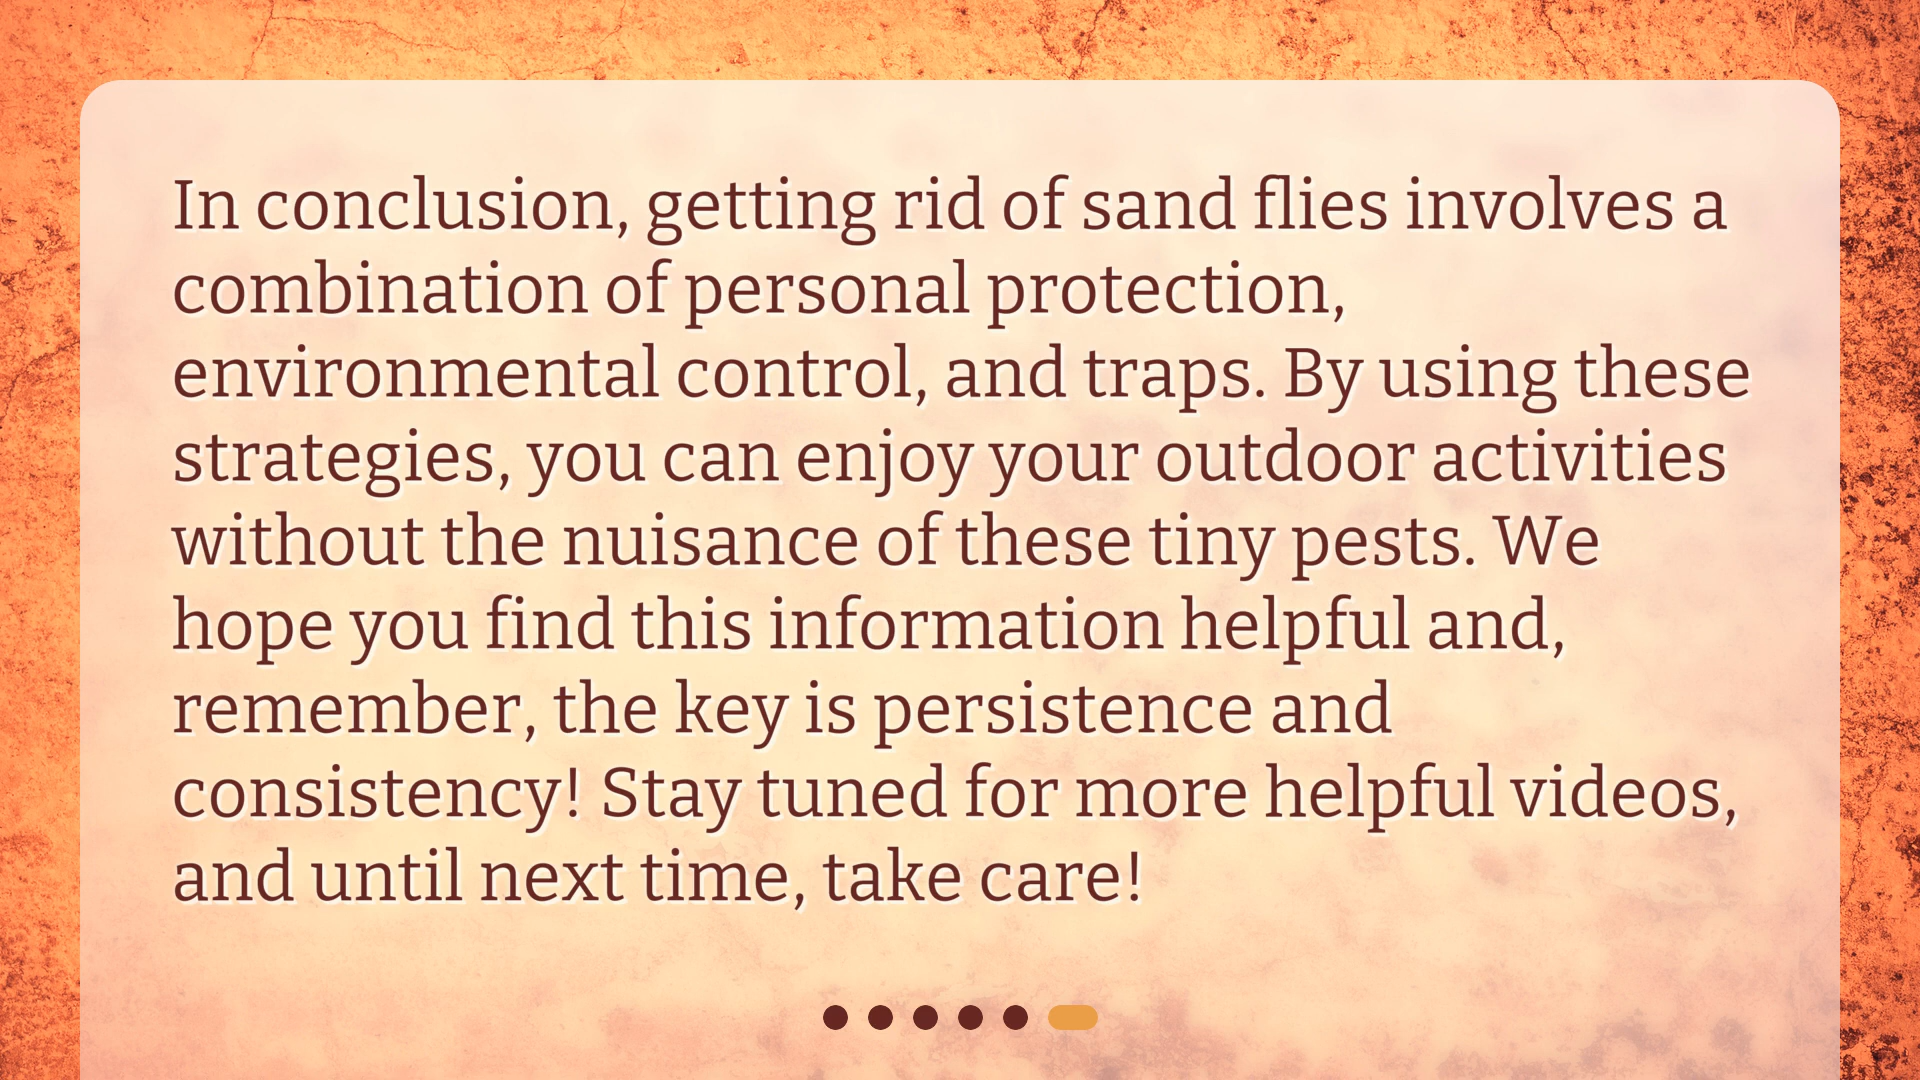 In conclusion, getting rid of sand flies involves a
combination of personal protection,
environmental control, and traps. By using these
strategies, you can enjoy your outdoor activities
without the nuisance of these tiny pests. We
hope you find this information helpful and,
remember, the key is persistence and
consistency! Stay tuned for more helpful videos,
and until next time, take care!